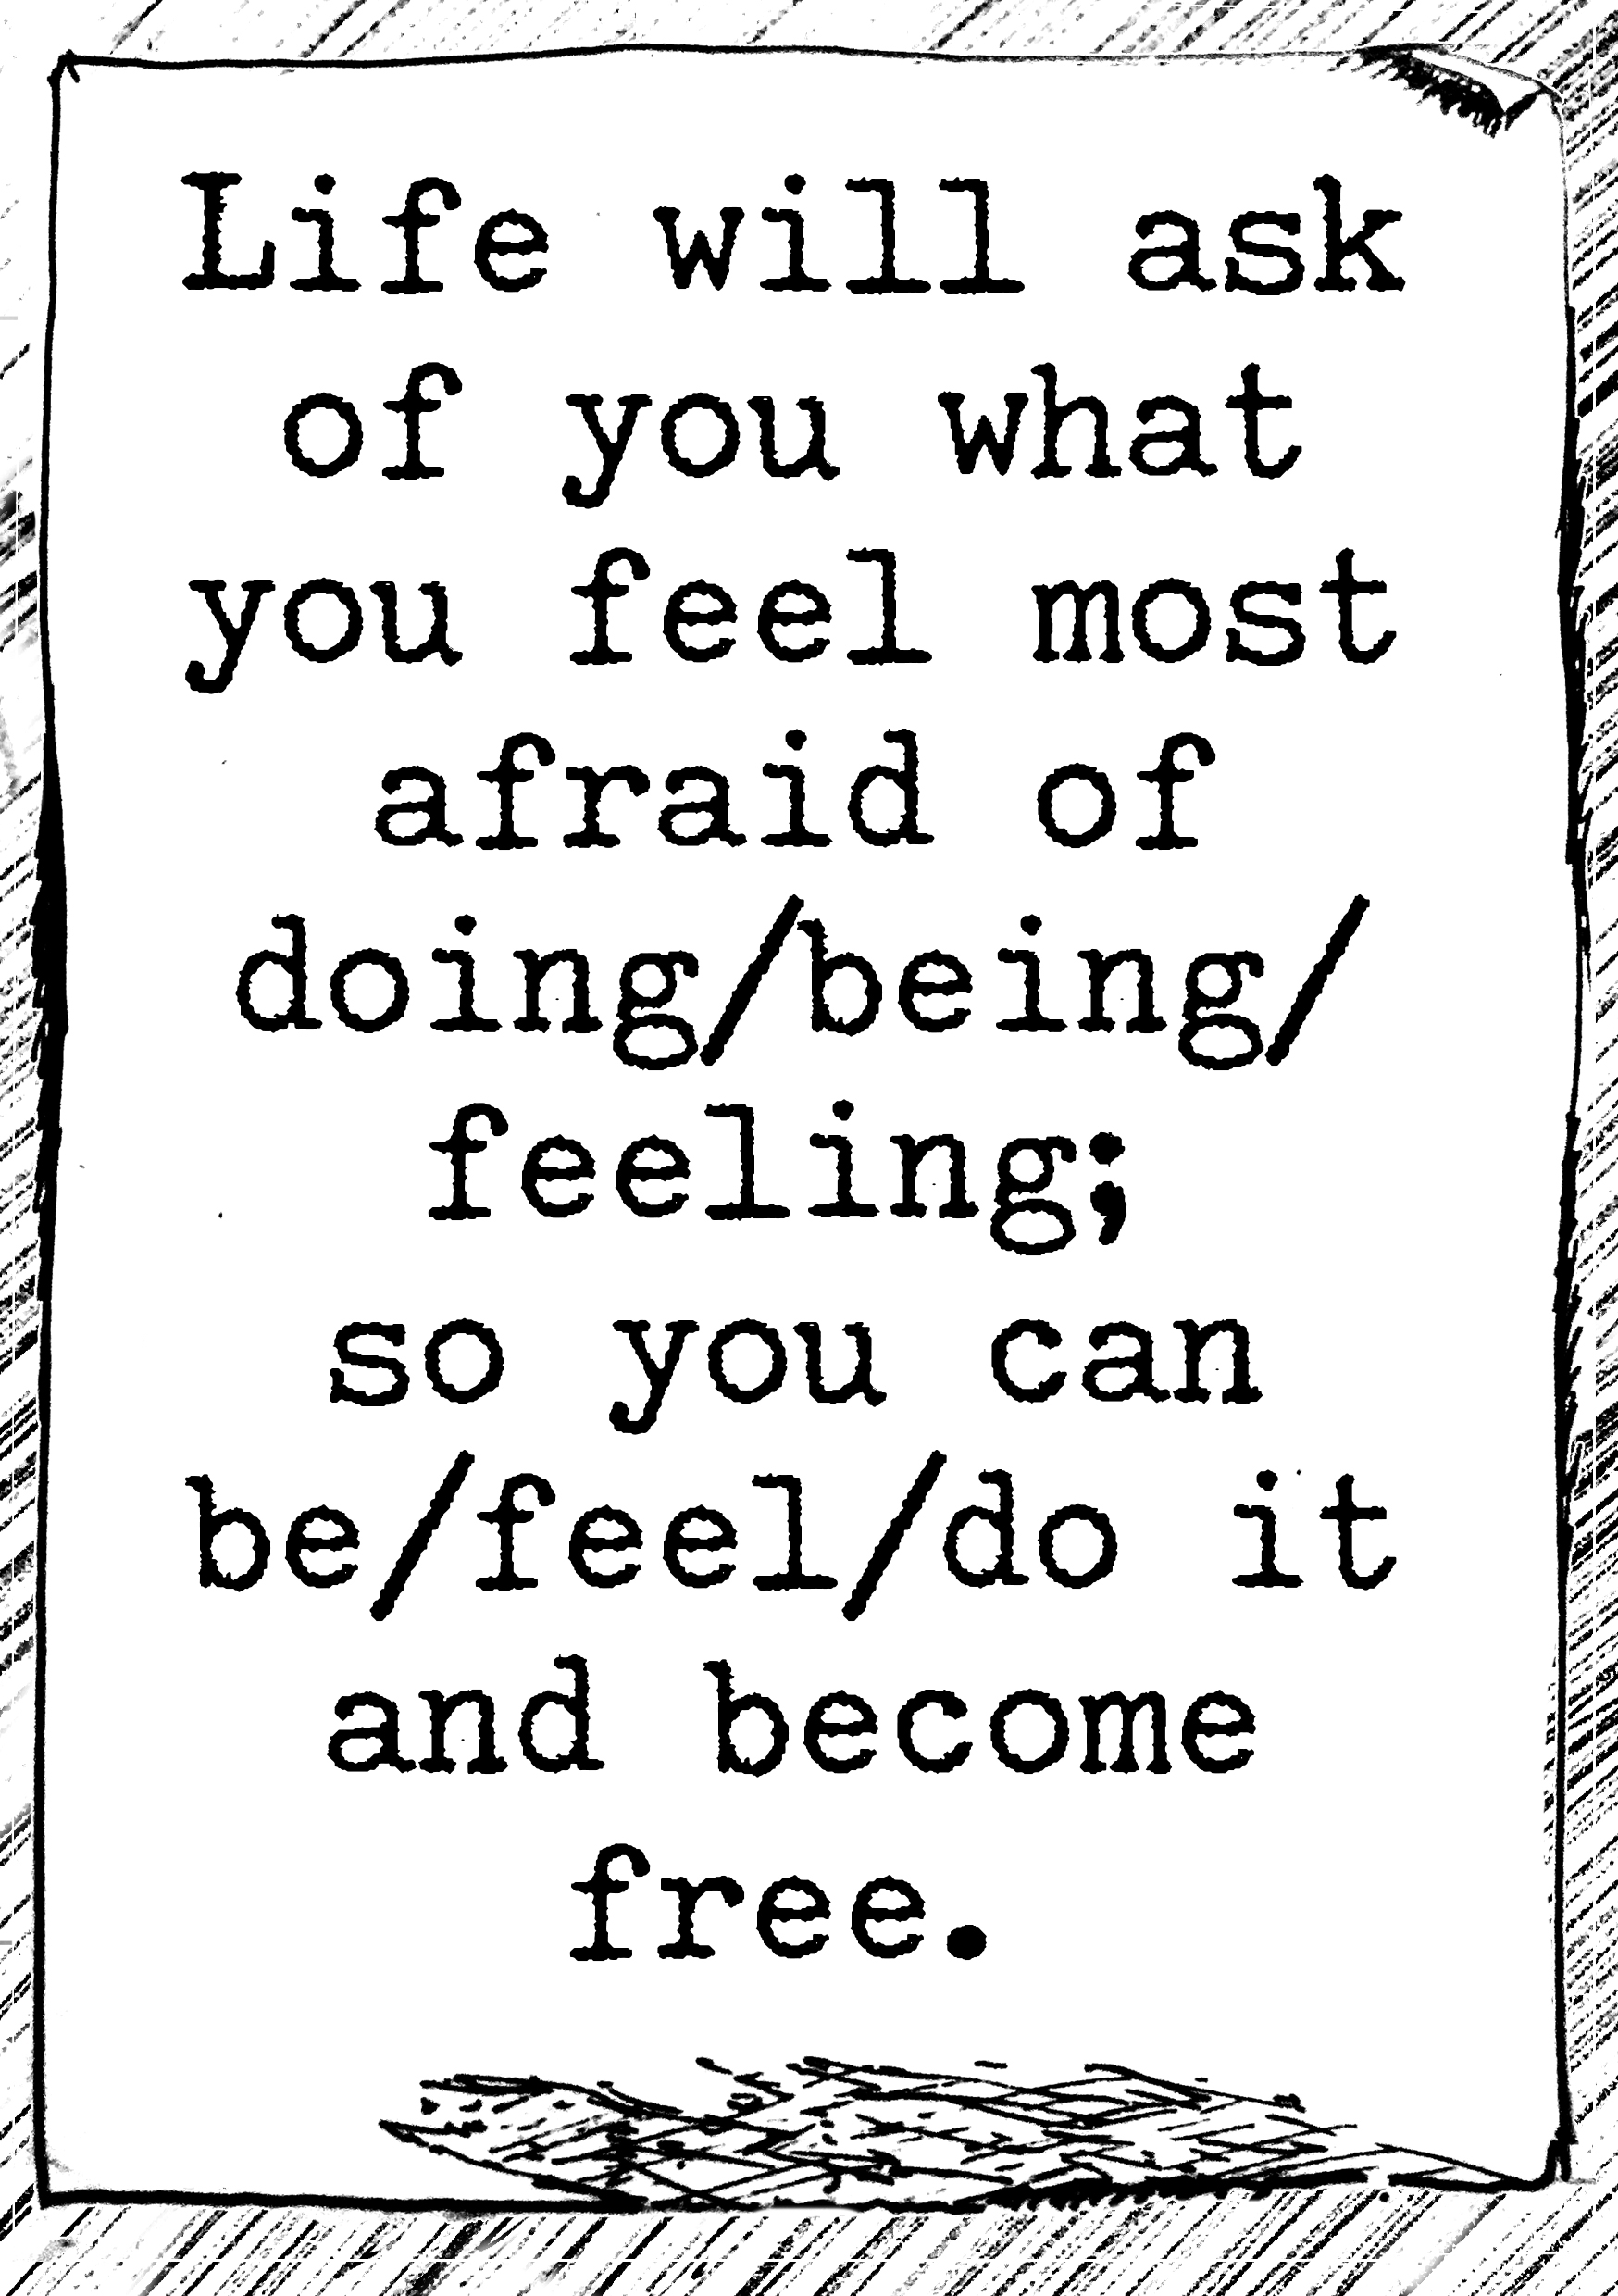 Life will ask
of you what
you feel most
afraid of
doing/being/
feeling;
so you can
be/feel/do it
and become
free.